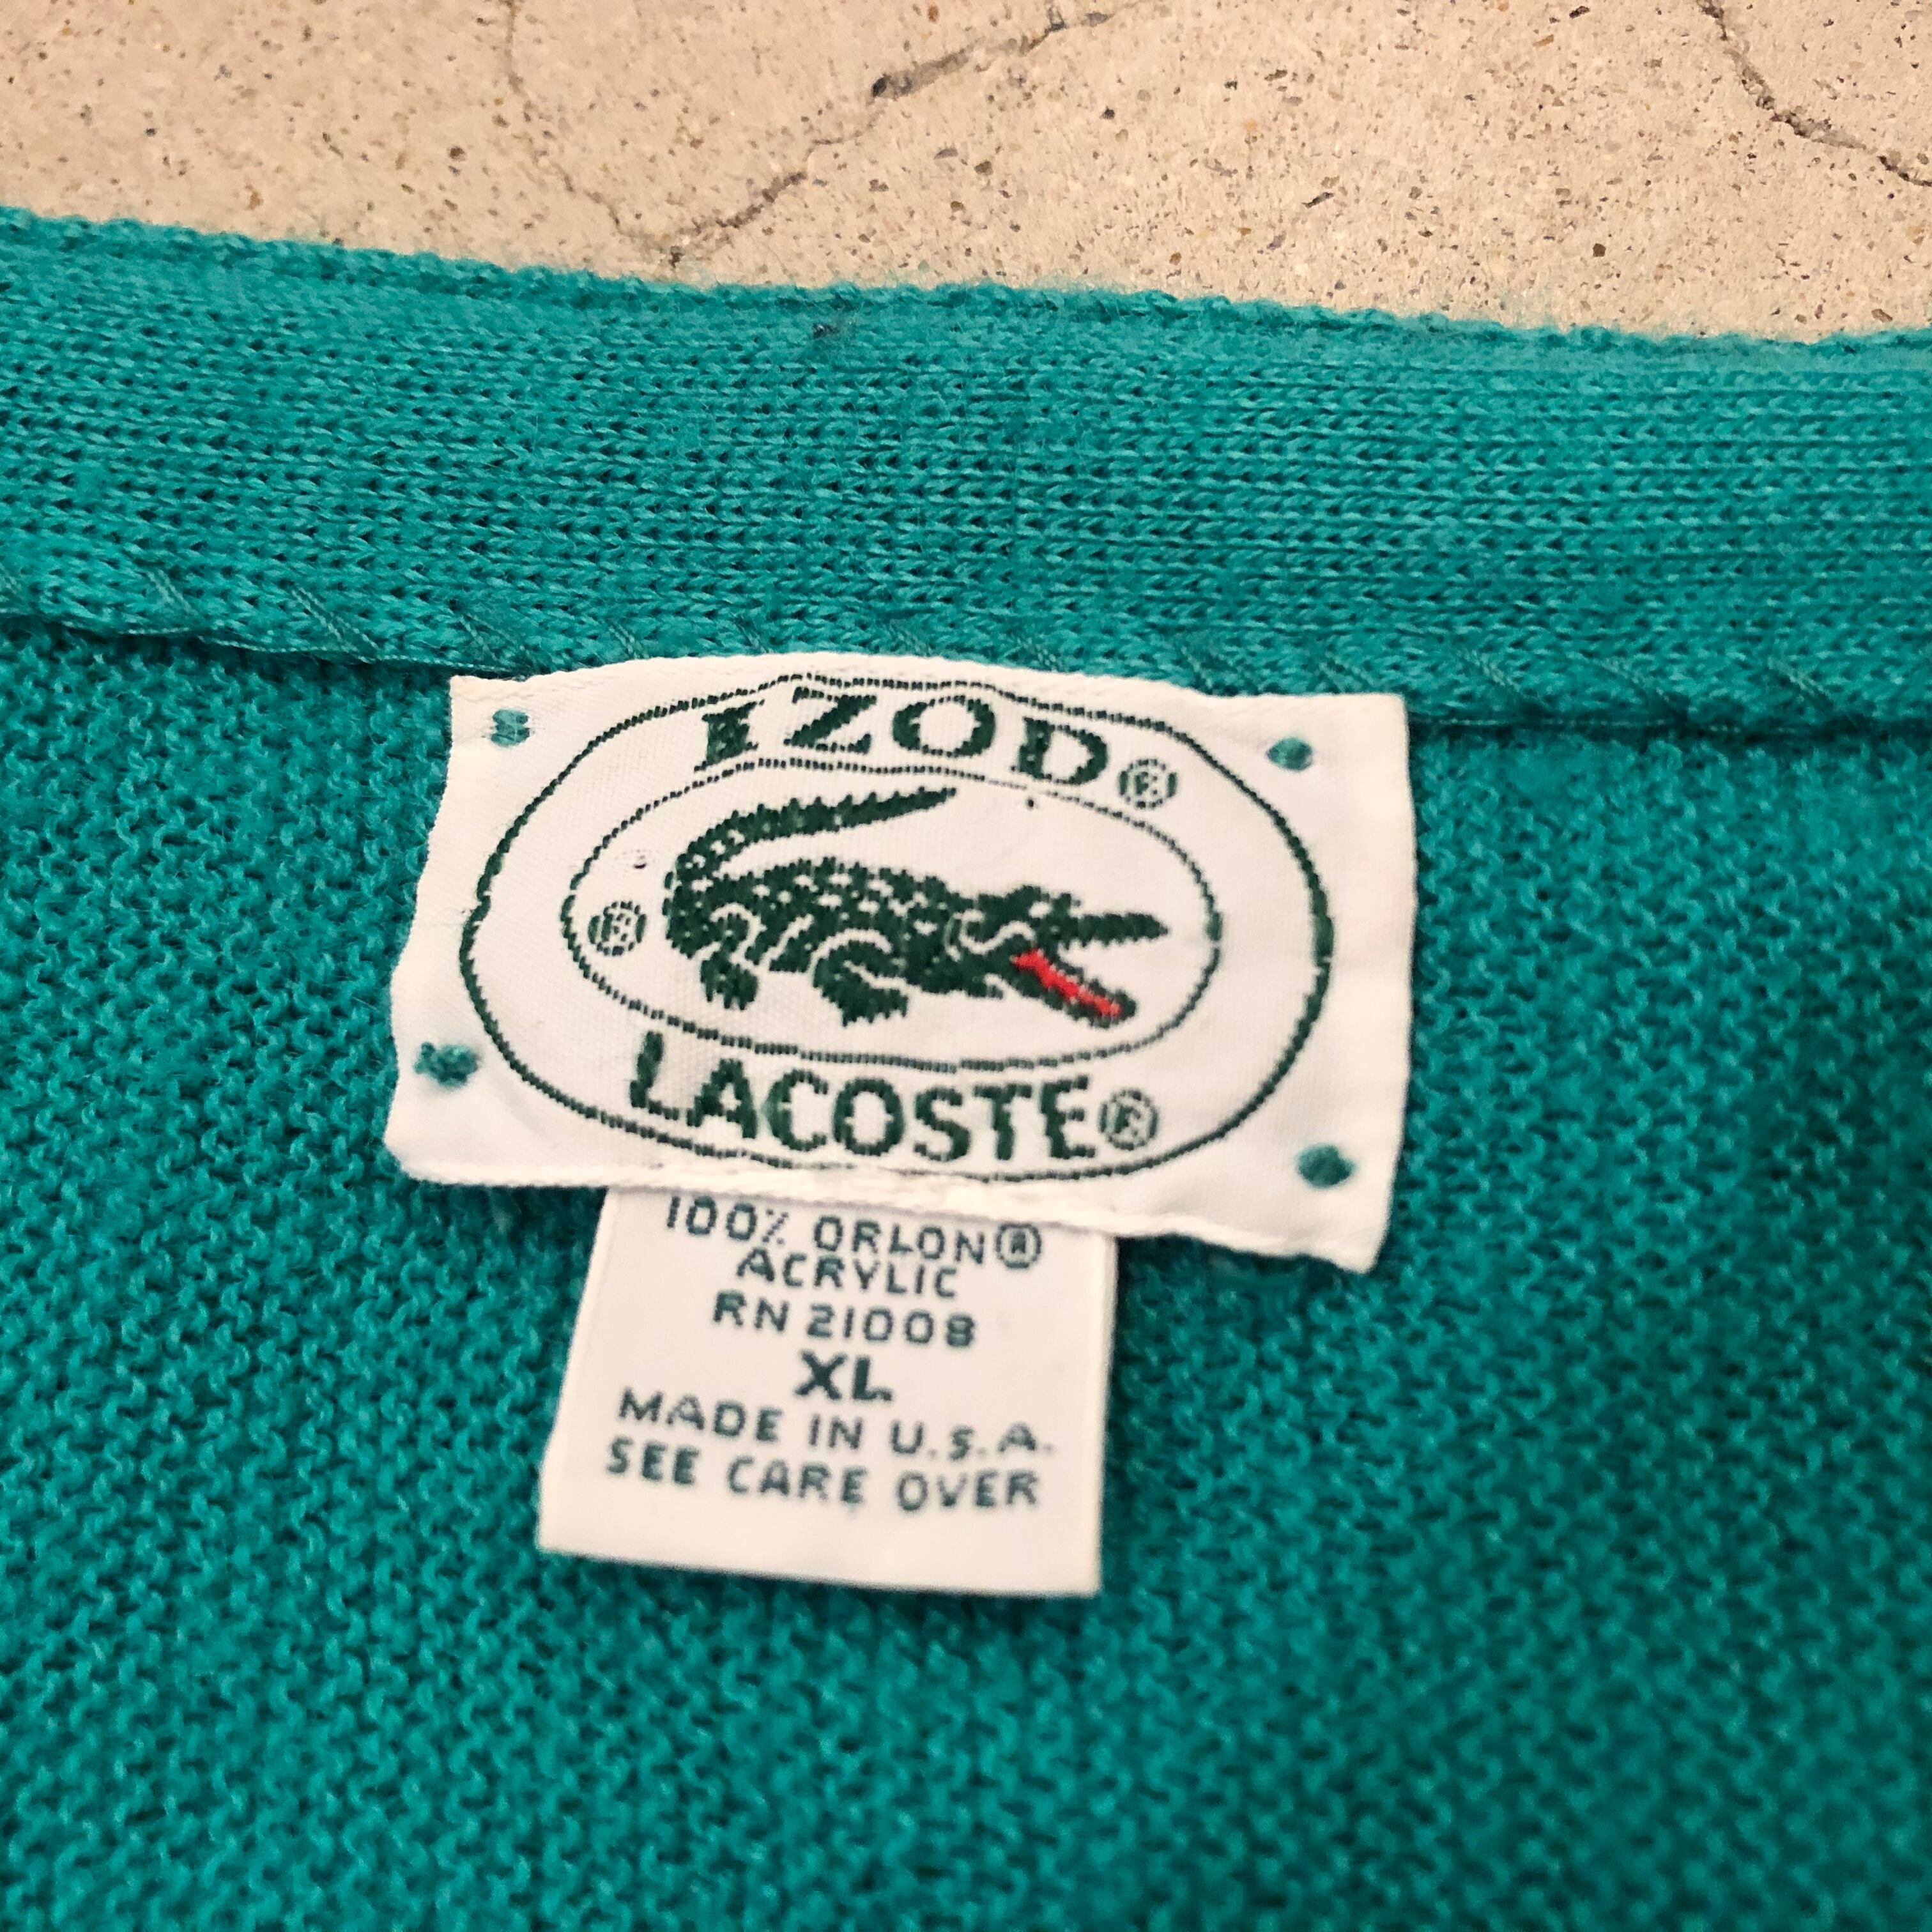 IZOD®
®
LACOSTE®
100% ORLON®
ACRYLIC
RN 21008
XL
MADE IN U.S.A.
SEE CARE OVER